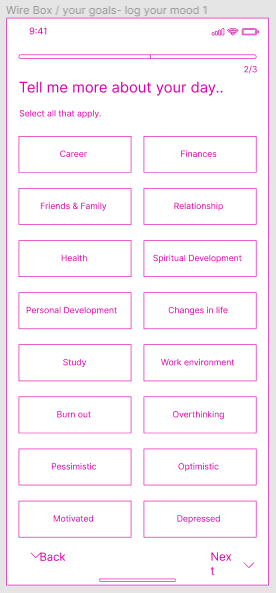 Wire Box / your goals- log your mood 1
9:41
2/3
Tell me more about your day..
Select all that apply.
Career
Finances
Friends & Family
Relationship
Health
Spiritual Development
Personal Development
Changes in life
Study
Work environment
Burn out
Overthinking
Pessimistic
Optimistic
Motivated
Depressed
Back
Nex
t